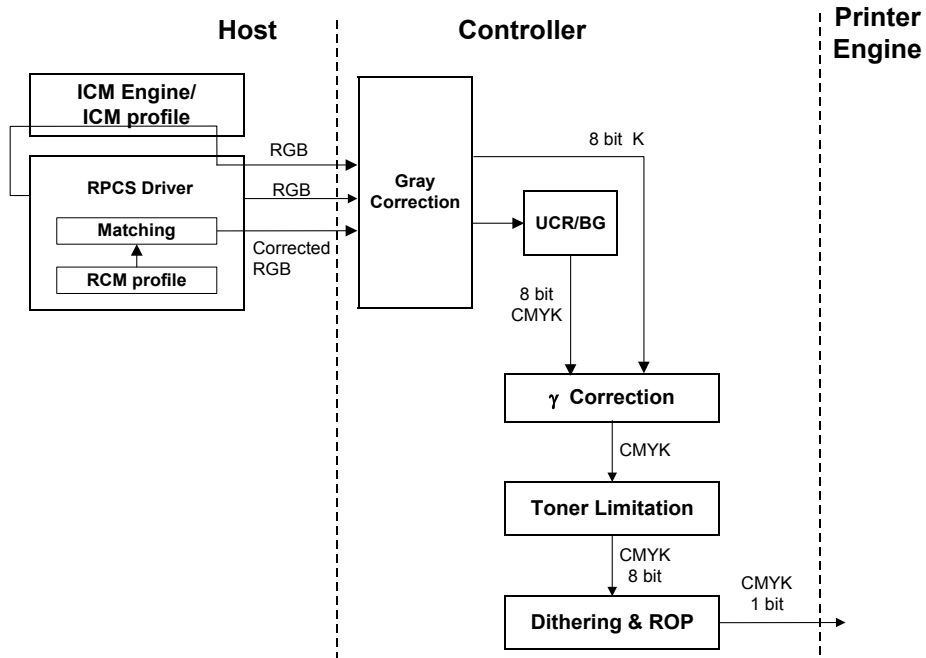 Host
Controller
Printer
Engine
ICM Engine/
ICM profile
RGB
8 bit K
RPCS Driver
RGB
Gray
Correction
UCR/BG
Matching
Corrected
RGB
RCM profile
8 bit
CMYK
γ Correction
CMYK
Toner Limitation
CMYK
8 bit
CMYK
1 bit
Dithering & ROP